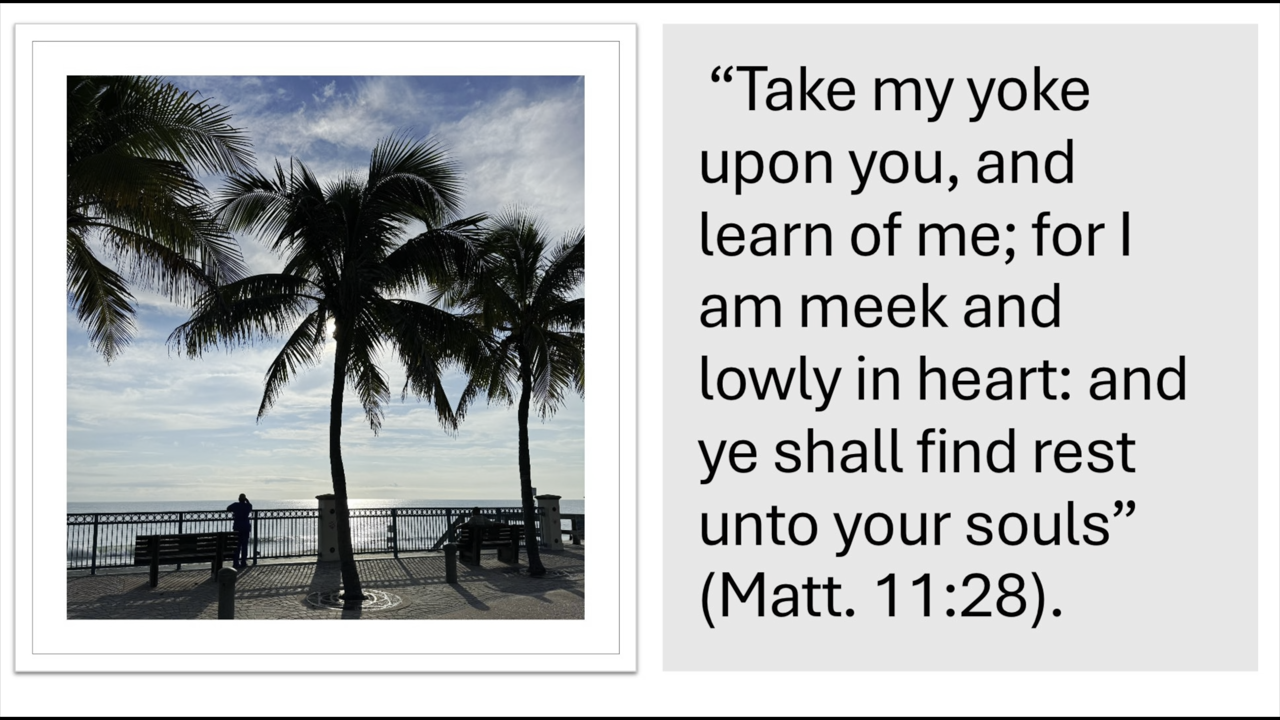 “Take my yoke
upon you, and
learn of me; for I
am meek and
lowly in heart: and
ye shall find rest
unto your souls”
(Matt. 11:28).